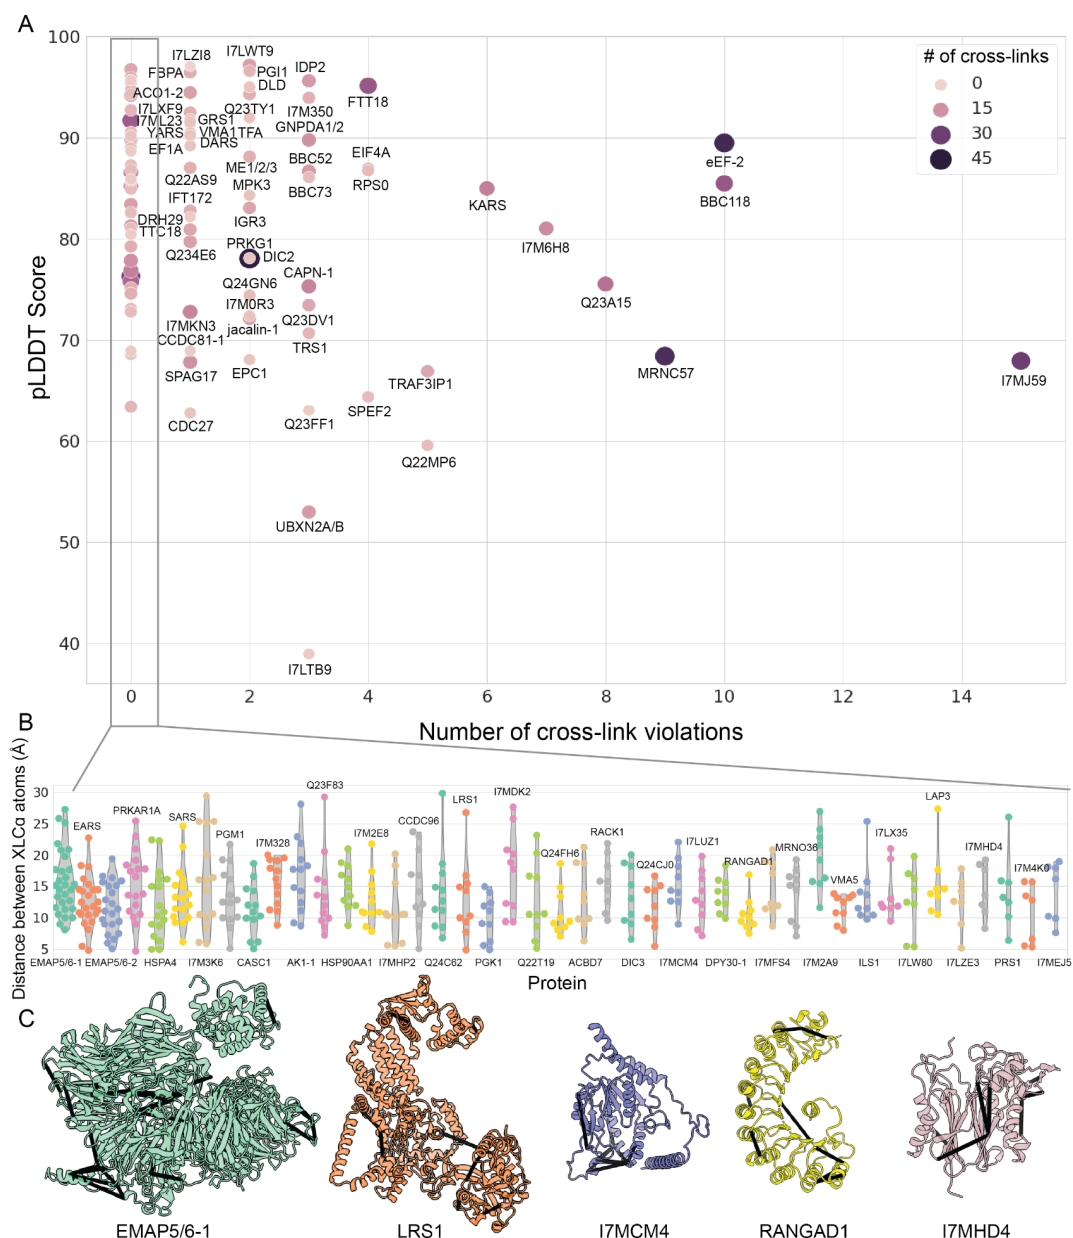 A
100
90
80
70
60
50
40
pLDDT Score
0
2
4
6
8
10
12
14
Number of cross-link violations
# of cross-links
0
15
30
45
I7LZI8
FBPA
ACO1-2
I7LXF9
I7ML23
GRS1
YARS
VMA1TFA
EF1A
DARS
Q22AS9
IFT172
DRH29
TTC18
Q234E6
I7MKN3
CCDC81-1
SPAG17
CDC27
I7LWT9
PGI1
DLD
Q23TY1
ME1/2/3
MPK3
IGR3
PRKG1
DIC2
Q24GN6
I7M0R3
jacalin-1
EPC1
IDP2
I7M350
GNPDA1/2
BBC52
BBC73
CAPN-1
Q23DV1
TRS1
Q23FF1
UBXN2A/B
I7LTB9
FTT18
EIF4A
RPS0
SPEF2
TRAF3IP1
Q22MP6
KARS
I7M6H8
Q23A15
MRNC57
eEF-2
BBC118
I7MJ59
B
Distance between XLCα atoms (Å)
30
25
20
15
10
5
EARS
PRKAR1A
SARS
PGM1
I7M328
Q23F83
I7M2E8
CCDC96
LRS1
I7MDK2
Q24FH6
RACK1
Q24CJ0
I7LUZ1
RANGAD1
MRNO36
VMA5
I7LX35
LAP3
I7MHD4
I7M4K0
EMAP5/6-1
EMAP5/6-2
HSPA4
I7M3K6
CASC1
AK1-1
HSP90AA1
I7MHP2
Q24C62
PGK1
Q22T19
ACBD7
DIC3
I7MCM4
DPY30-1
I7MFS4
I7M2A9
ILS1
I7LW80
I7LZE3
PRS1
I7MEJ5
Protein
C
EMAP5/6-1
LRS1
I7MCM4
RANGAD1
I7MHD4